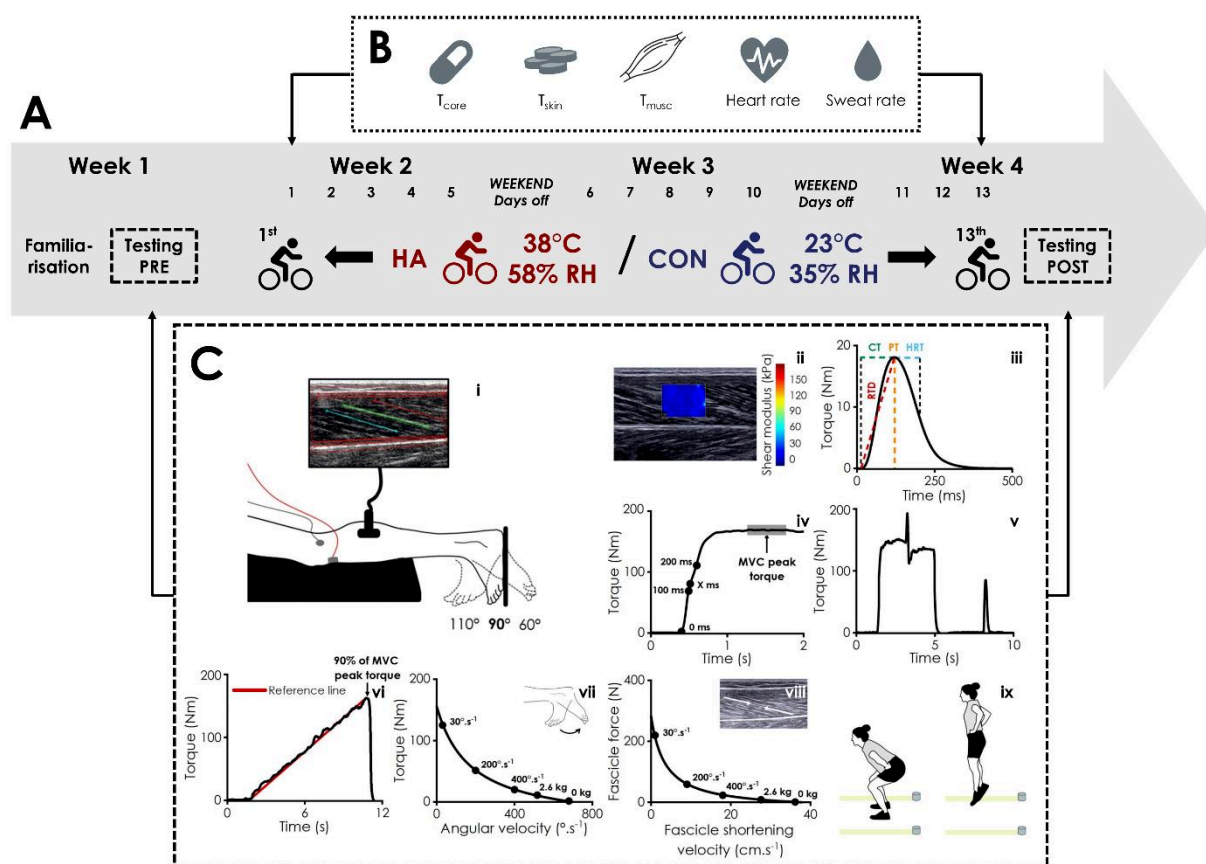 B
T_core
T_skin
T_musc
Heart rate
Sweat rate
A
Week 1
Week 2
Week 3
Week 4
1 2 3 4 5 WEEKEND Days off 6 7 8 9 10 WEEKEND Days off 11 12 13
Familia-
risation
Testing
PRE
1st
HA
38°C
58% RH
/
CON
23°C
35% RH
13th
Testing
POST
C
i
110°
90°
60°
ii
Shear modulus (kPa)
150
120
90
60
30
0
iii
CT PT HRT
RTD
Torque (Nm)
20
10
0
0 250 500
Time (ms)
iv
Torque (Nm)
200
100
0
200 ms
X ms
100 ms
0 ms
MVC peak
torque
0 1 2
Time (s)
v
Torque (Nm)
200
100
0
0 5 10
Time (s)
90% of MVC
peak torque
vi
Reference line
Torque (Nm)
200
100
0
0 6 12
Time (s)
vii
Torque (Nm)
200
100
0
30°.s⁻¹
200°.s⁻¹
400°.s⁻¹
2.6 kg
0 kg
0 200 400 600 800
Angular velocity (°.s⁻¹)
viii
Fascicle force (N)
400
200
0
30°.s⁻¹
200°.s⁻¹
400°.s⁻¹
2.6 kg
0 kg
0 20 40
Fascicle shortening
velocity (cm.s⁻¹)
ix